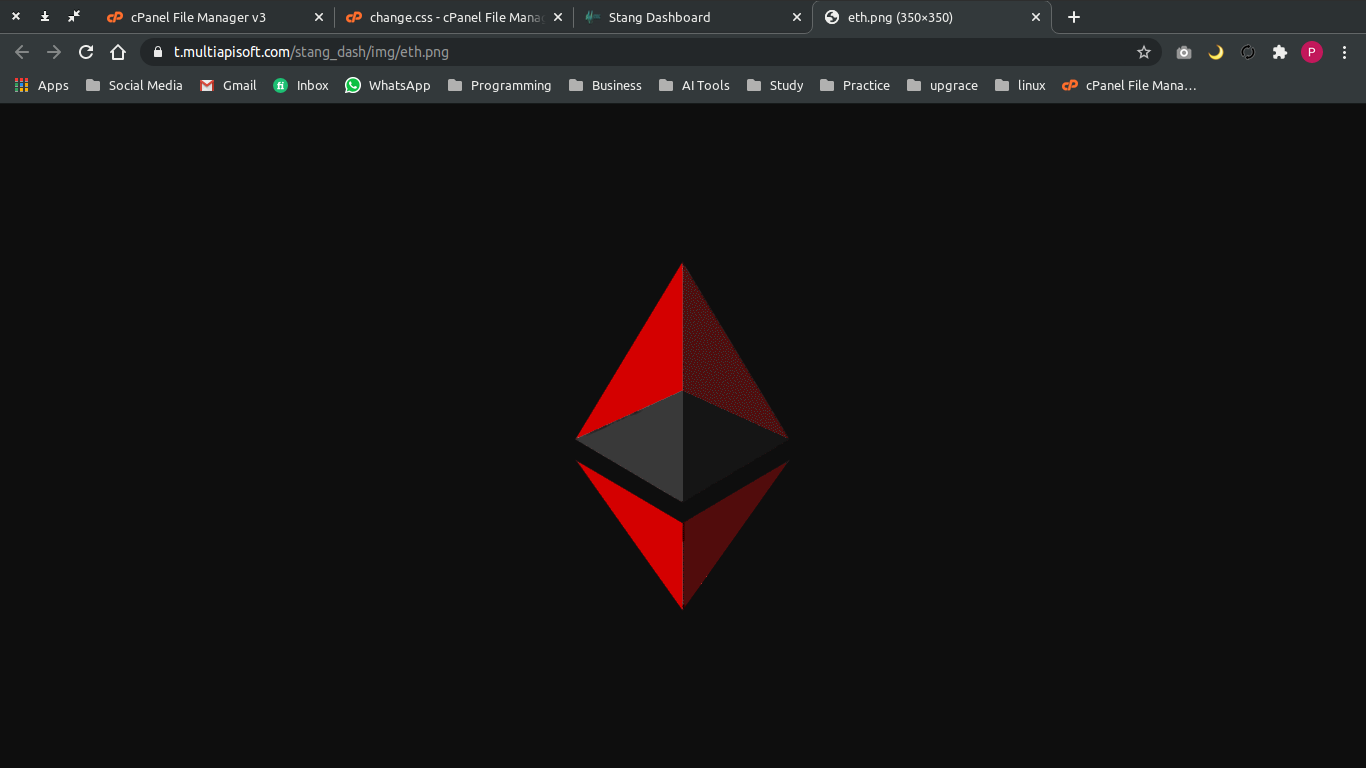 cPanel File Manager v3
change.css - cPanel File Mana
Stang Dashboard
eth.png (350×350)
t.multiapisoft.com/stang_dash/img/eth.png
P
Apps
Social Media
Gmail
Inbox
WhatsApp
Programming
Business
AI Tools
Study
Practice
upgrace
linux
cPanel File Mana…